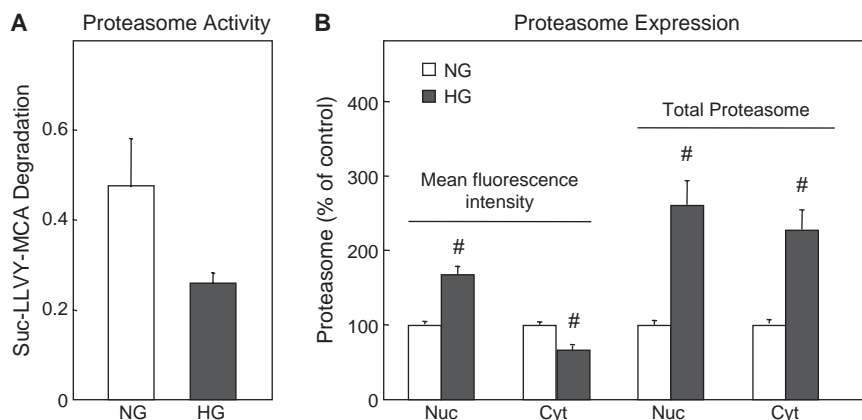 A Proteasome Activity
Suc-LLVY-MCA Degradation
0.6
0.4
0.2
0
NG HG
B Proteasome Expression
Proteasome (% of control)
400
300
200
100
0
NG
HG
Total Proteasome
Mean fluorescence
intensity
# # # #
Nuc Cyt Nuc Cyt